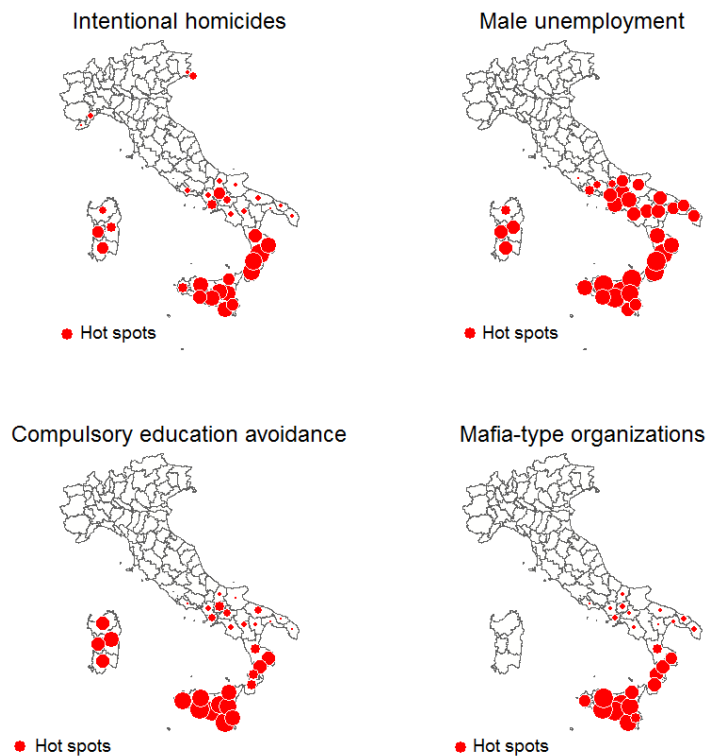 Intentional homicides
Male unemployment
Hot spots
Hot spots
Compulsory education avoidance
Mafia-type organizations
Hot spots
Hot spots